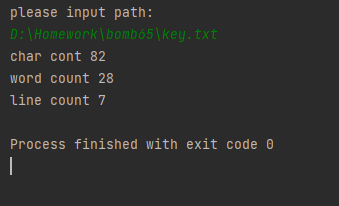 please input path:
D:\Homework\bomb65\key.txt
char cont 82
word count 28
line count 7
Process finished with exit code 0